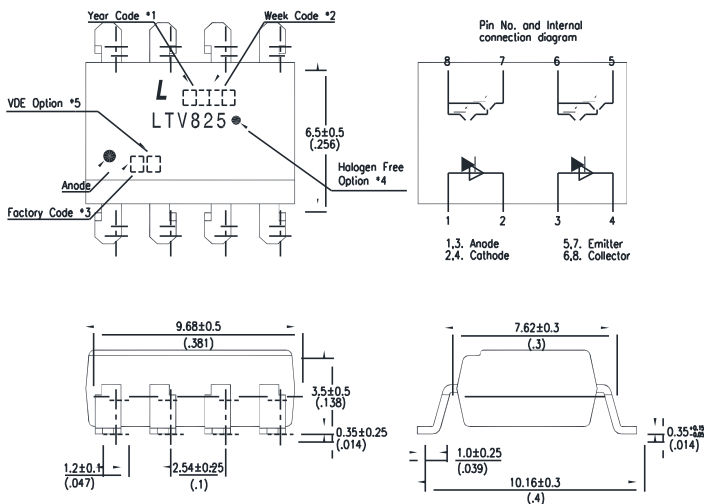 Year Code *1
Week Code *2
VDE Option *5
L
LTV825
Anode
Factory Code *3
Halogen Free
Option *4
6.5±0.5
(.256)
Pin No. and Internal
connection diagram
8 7 6 5
1 2 3 4
1,3. Anode
2,4. Cathode
5,7. Emitter
6,8. Collector
9.68±0.5
(.381)
3.5±0.5
(.138)
0.35±0.25
(.014)
1.2±0.1
(.047)
2.54±0.25
(.1)
7.62±0.3
(.3)
0.35+0.15-0.05
(.014)
1.0±0.25
(.039)
10.16±0.3
(.4)